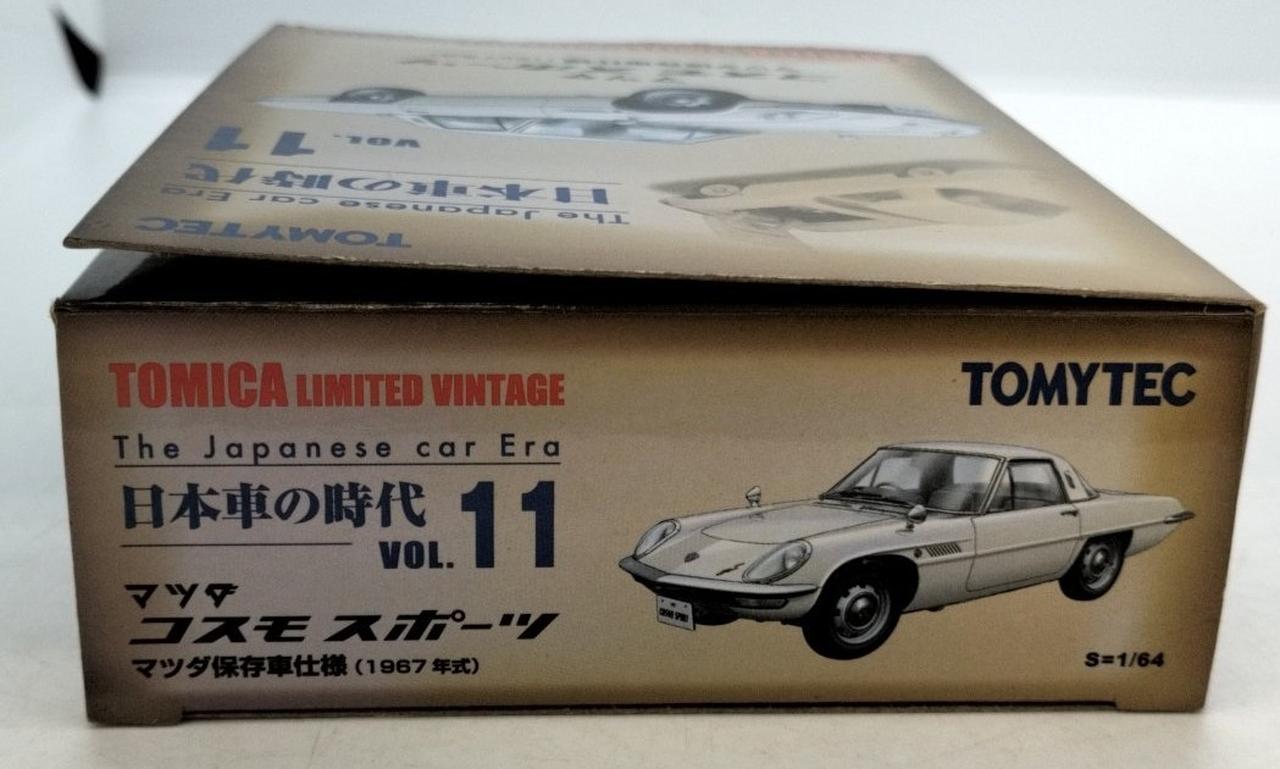 TOMYTEC
The Japanese car Era
日本車の時代
VOL. 11
TOMICA LIMITED VINTAGE
TOMYTEC
The Japanese car Era
日本車の時代
VOL. 11
マツダ
コスモ スポーツ
マツダ保存車仕様（1967年式）
COSMO SPORT
S=1/64